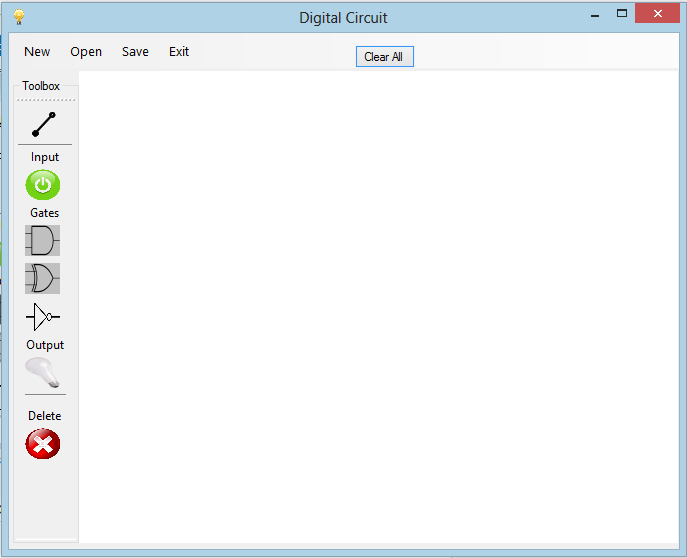 Digital Circuit
New Open Save Exit Clear All
Toolbox
Input
Gates
Output
Delete